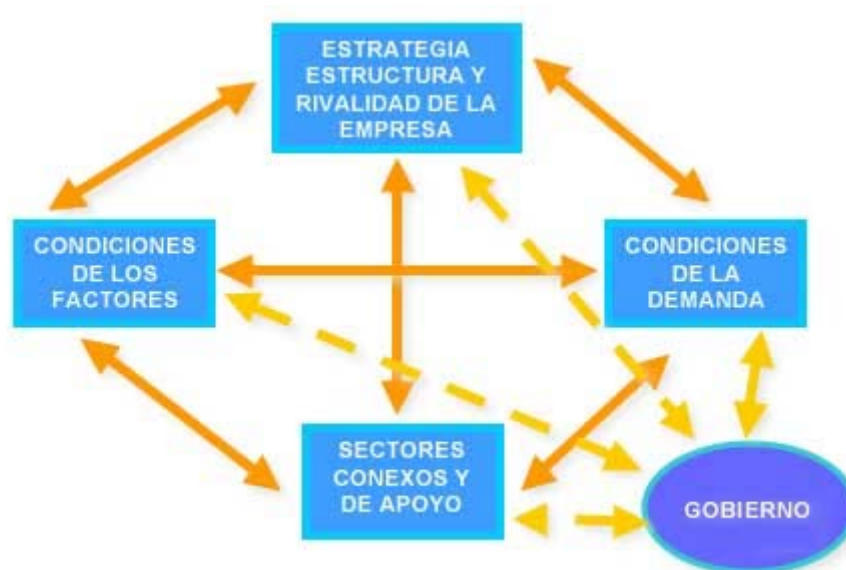 ESTRATEGIA
ESTRUCTURA Y
RIVALIDAD DE LA
EMPRESA
CONDICIONES
DE LOS
FACTORES
CONDICIONES
DE LA
DEMANDA
SECTORES
CONEXOS Y
DE APOYO
GOBIERNO